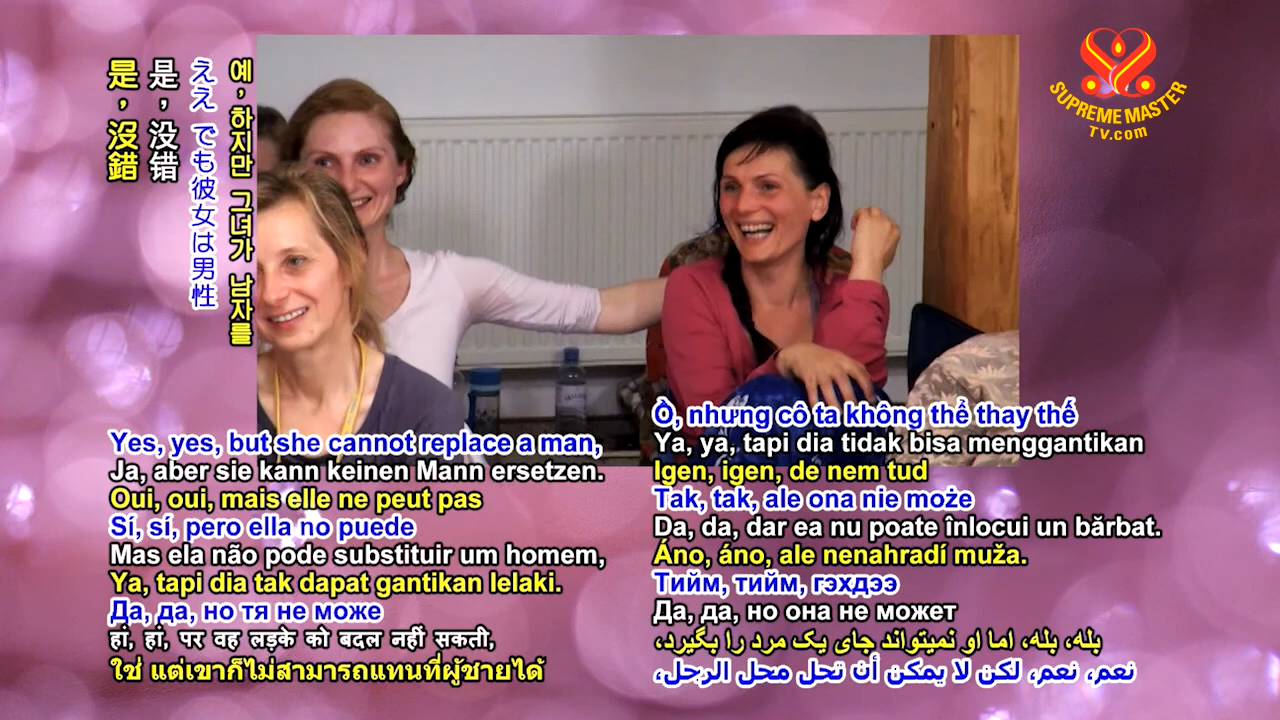 是，沒錯
是，没错
ええ でも彼女は男性
예, 하지만 그녀가 남자를
SUPREME MASTER
TV.com
Yes, yes, but she cannot replace a man,
Ja, aber sie kann keinen Mann ersetzen.
Oui, oui, mais elle ne peut pas
Sí, sí, pero ella no puede
Mas ela não pode substituir um homem,
Ya, tapi dia tak dapat gantikan lelaki.
Да, да, но тя не може
हां, हां, पर वह लड़के को बदल नहीं सकती,
ใช่ แต่เขาก็ไม่สามารถแทนที่ผู้ชายได้
Ồ, nhưng cô ta không thể thay thế
Ya, ya, tapi dia tidak bisa menggantikan
Igen, igen, de nem tud
Tak, tak, ale ona nie może
Da, da, dar ea nu poate înlocui un bărbat.
Áno, áno, ale nenahradí muža.
Тийм, тийм, гэхдээ
Да, да, но она не может
بله، بله، اما او نمیتواند جای یک مرد را بگیرد،
نعم، نعم، لكن لا يمكن أن تحل محل الرجل،